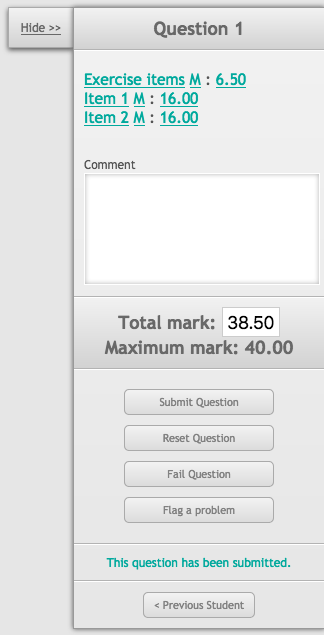 Hide >>
Question 1
Exercise items M : 6.50
Item 1 M : 16.00
Item 2 M : 16.00
Comment
Total mark: 38.50
Maximum mark: 40.00
Submit Question
Reset Question
Fail Question
Flag a problem
This question has been submitted.
< Previous Student